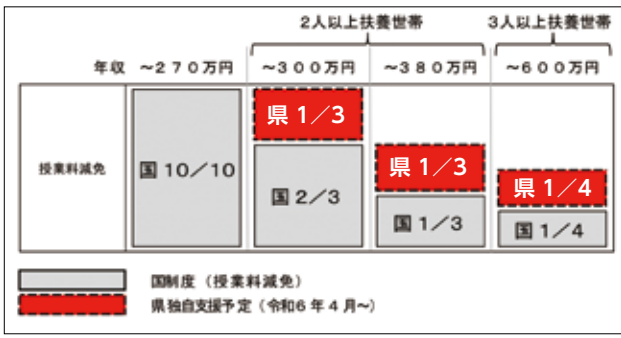 2人以上扶養世帯 3人以上扶養世帯
年収 ～270万円 ～300万円 ～380万円 ～600万円
県 1／3
県 1／3
県 1／4
授業料減免 国 10／10 国 2／3 国 1／3 国 1／4
国制度（授業料減免）
県独自支援予定（令和6年4月～）